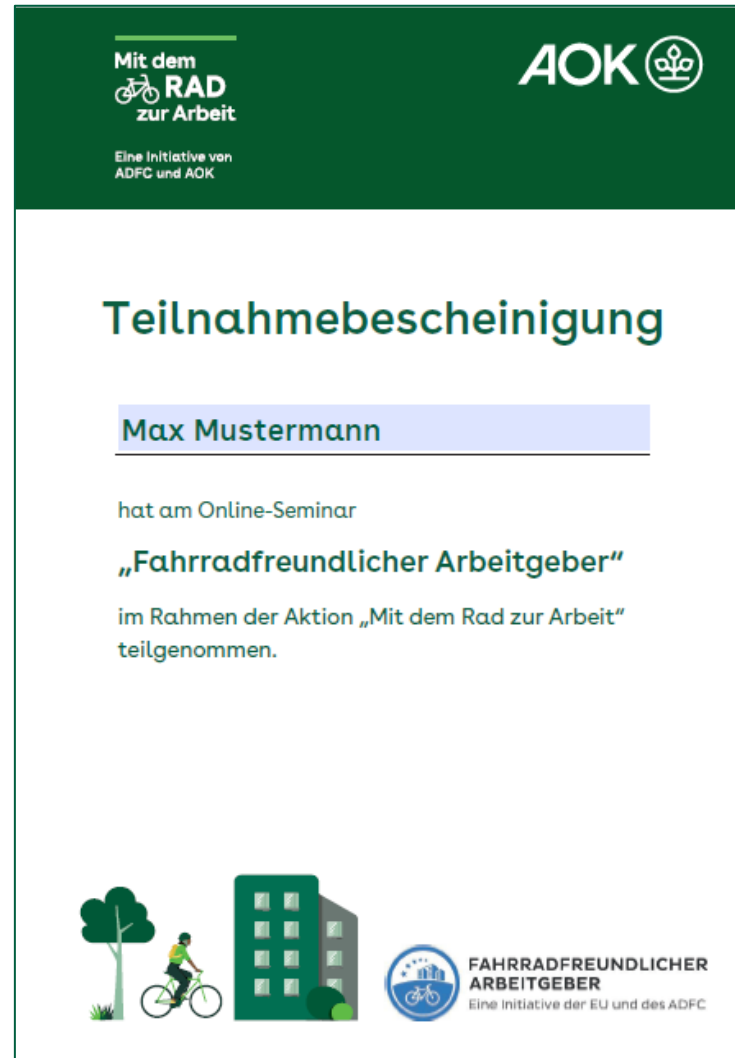 Mit dem
RAD
zur Arbeit
Eine Initiative von
ADFC und AOK
AOK
Teilnahmebescheinigung
Max Mustermann
hat am Online-Seminar
„Fahrradfreundlicher Arbeitgeber“
im Rahmen der Aktion „Mit dem Rad zur Arbeit“
teilgenommen.
FAHRRADFREUNDLICHER
ARBEITGEBER
Eine Initiative der EU und des ADFC